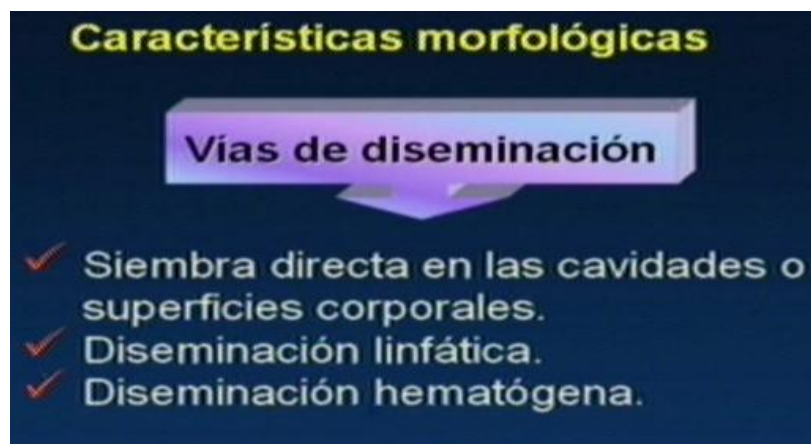 Características morfológicas
Vías de diseminación
Siembra directa en las cavidades o
superficies corporales.
Diseminación linfática.
Diseminación hematógena.